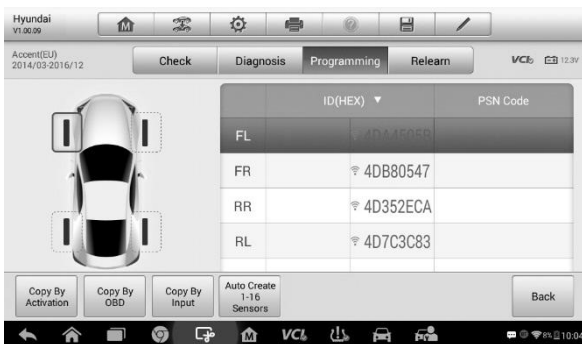 Hyundai
V1.00.09
Accent(EU)
2014/03-2016/12
Check
Diagnosis
Programming
Relearn
VCI
12.3V
ID(HEX) ▼
PSN Code
FL
FR
4DB80547
RR
4D352ECA
RL
4D7C3C83
Copy By
Activation
Copy By
OBD
Copy By
Input
Auto Create
1-16
Sensors
Back
VCI
8%
10:04